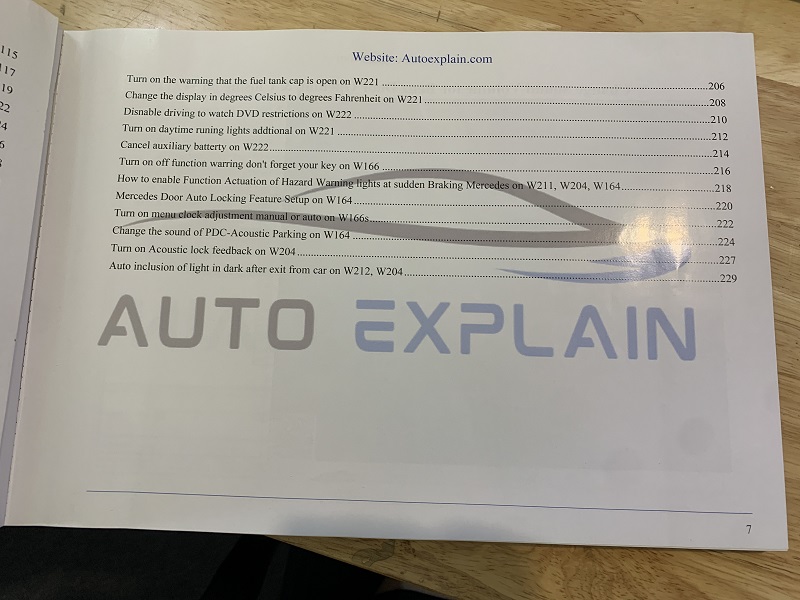 115
117
19
22
24
6
8
Website: Autoexplain.com
Turn on the warning that the fuel tank cap is open on W221 ........ 206
Change the display in degrees Celsius to degrees Fahrenheit on W221 ........ 208
Disnable driving to watch DVD restrictions on W222 ........ 210
Turn on daytime runing lights addtional on W221 ........ 212
Cancel auxiliary batterty on W222 ........ 214
Turn on off function warring don't forget your key on W166 ........ 216
How to enable Function Actuation of Hazard Warning lights at sudden Braking Mercedes on W211, W204, W164 ........ 218
Mercedes Door Auto Locking Feature Setup on W164 ........ 220
Turn on menu clock adjustment manual or auto on W166s ........ 222
Change the sound of PDC-Acoustic Parking on W164 ........ 224
Turn on Acoustic lock feedback on W204 ........ 227
Auto inclusion of light in dark after exit from car on W212, W204 ........ 229
AUTO EXPLAIN
7